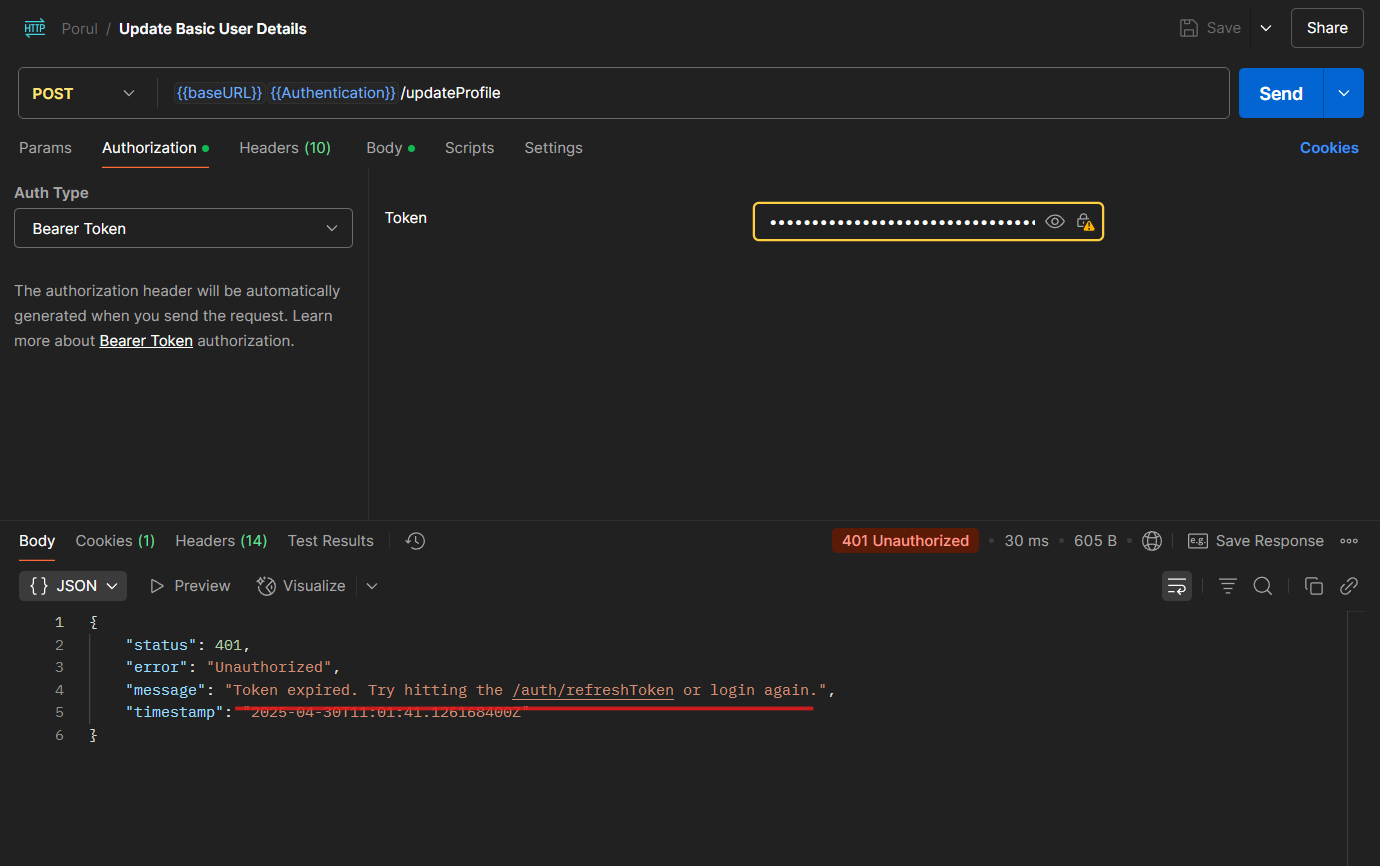 HTTP Porul / Update Basic User Details Save Share
POST {{baseURL}} {{Authentication}} /updateProfile Send
Params Authorization Headers (10) Body Scripts Settings Cookies
Auth Type
Bearer Token
Token
The authorization header will be automatically
generated when you send the request. Learn
more about Bearer Token authorization.
Body Cookies (1) Headers (14) Test Results 401 Unauthorized • 30 ms • 605 B • e.g. Save Response
{} JSON Preview Visualize
1 {
2 "status": 401,
3 "error": "Unauthorized",
4 "message": "Token expired. Try hitting the /auth/refreshToken or login again.",
5 "timestamp": "2025-04-30T11:01:41.126168400Z"
6 }